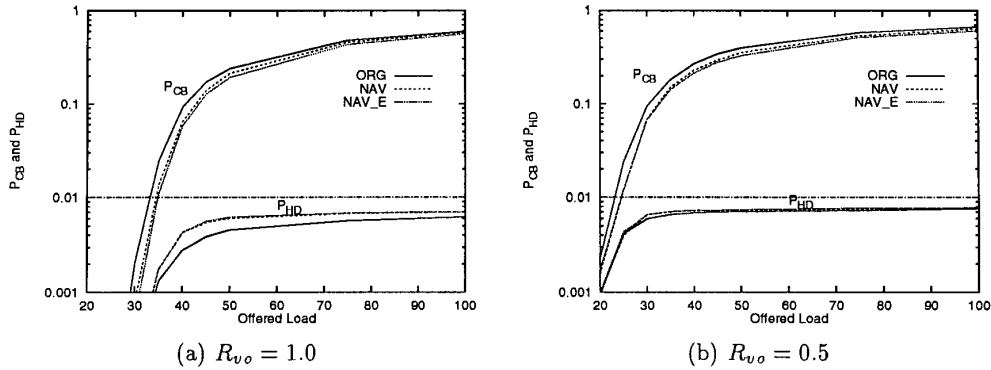 P_CB and P_HD
1
0.1
0.01
0.001
P_CB
ORG
NAV
NAV_E
P_HD
20 30 40 50 60 70 80 90 100
Offered Load
(a) R_vo = 1.0
P_CB and P_HD
1
0.1
0.01
0.001
P_CB
ORG
NAV
NAV_E
P_HD
20 30 40 50 60 70 80 90 100
Offered Load
(b) R_vo = 0.5